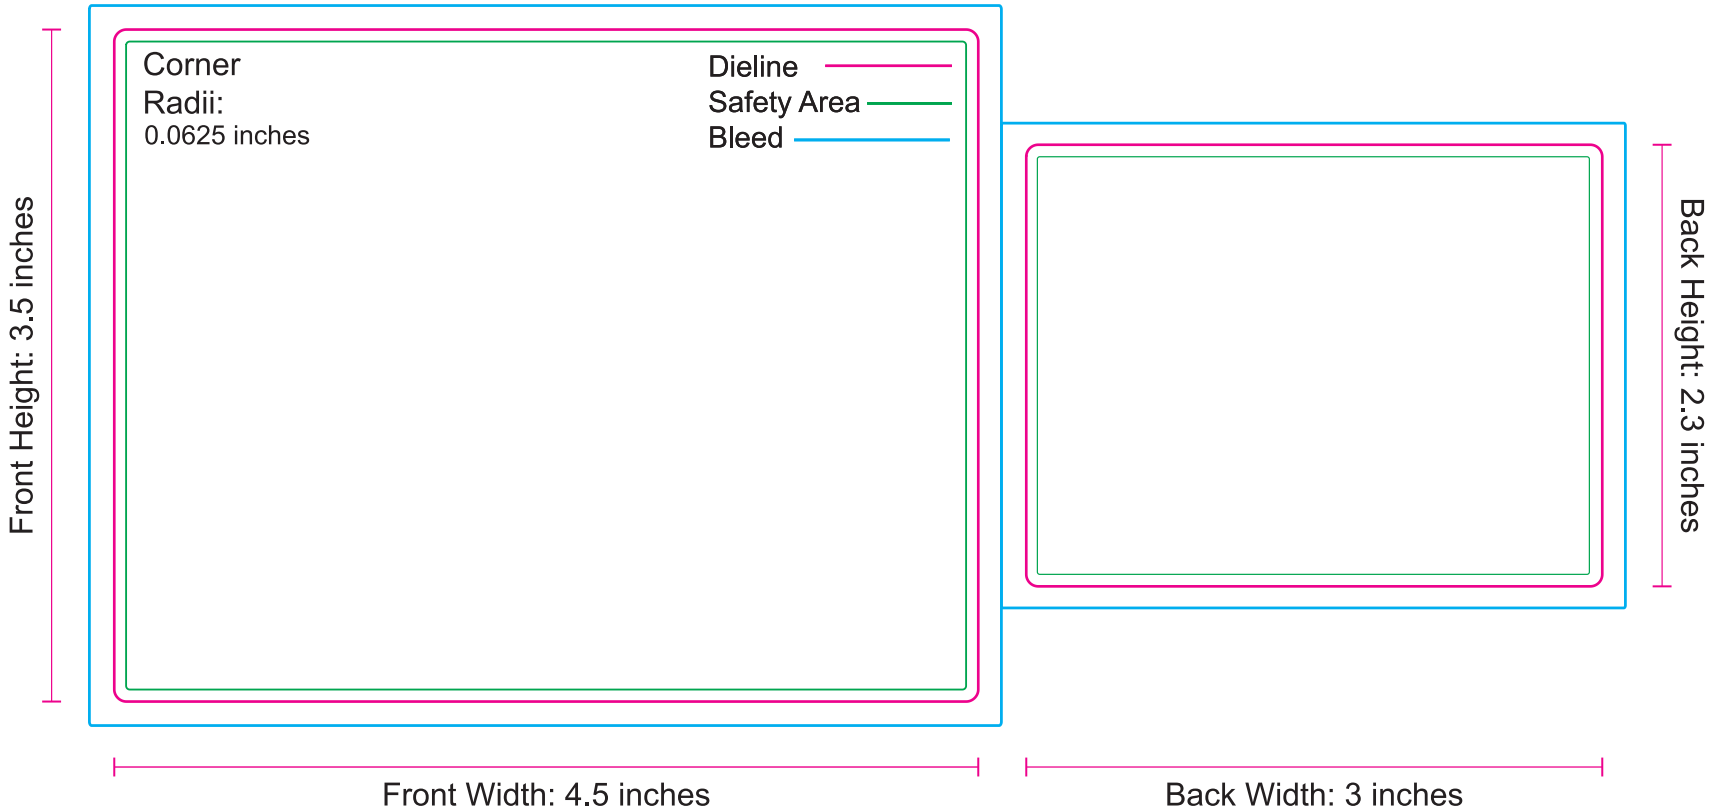 Corner
Radii:
0.0625 inches
Dieline
Safety Area
Bleed
Front Height: 3.5 inches
Back Height: 2.3 inches
Front Width: 4.5 inches
Back Width: 3 inches